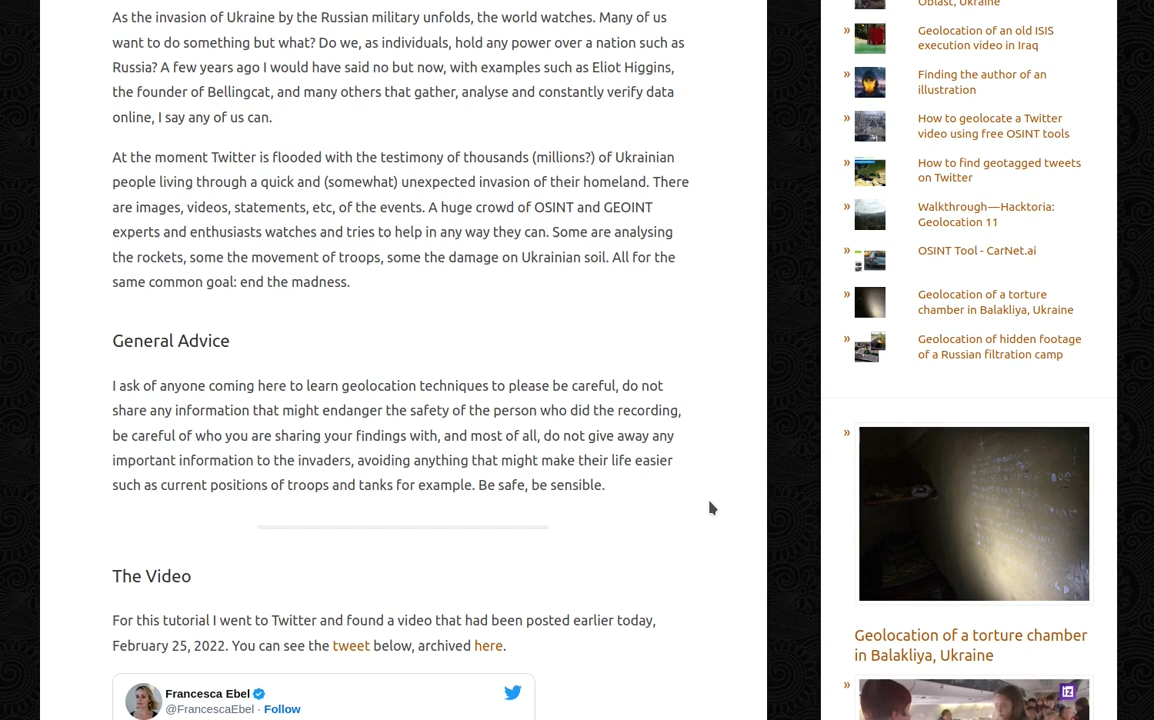 As the invasion of Ukraine by the Russian military unfolds, the world watches. Many of us
want to do something but what? Do we, as individuals, hold any power over a nation such as
Russia? A few years ago I would have said no but now, with examples such as Eliot Higgins,
the founder of Bellingcat, and many others that gather, analyse and constantly verify data
online, I say any of us can.
At the moment Twitter is flooded with the testimony of thousands (millions?) of Ukrainian
people living through a quick and (somewhat) unexpected invasion of their homeland. There
are images, videos, statements, etc, of the events. A huge crowd of OSINT and GEOINT
experts and enthusiasts watches and tries to help in any way they can. Some are analysing
the rockets, some the movement of troops, some the damage on Ukrainian soil. All for the
same common goal: end the madness.
General Advice
I ask of anyone coming here to learn geolocation techniques to please be careful, do not
share any information that might endanger the safety of the person who did the recording,
be careful of who you are sharing your findings with, and most of all, do not give away any
important information to the invaders, avoiding anything that might make their life easier
such as current positions of troops and tanks for example. Be safe, be sensible.
The Video
For this tutorial I went to Twitter and found a video that had been posted earlier today,
February 25, 2022. You can see the tweet below, archived here.
Francesca Ebel
@FrancescaEbel · Follow
Oblast, Ukraine
» Geolocation of an old ISIS
execution video in Iraq
» Finding the author of an
illustration
» How to geolocate a Twitter
video using free OSINT tools
» How to find geotagged tweets
on Twitter
» Walkthrough — Hacktoria:
Geolocation 11
» OSINT Tool - CarNet.ai
» Geolocation of a torture
chamber in Balakliya, Ukraine
» Geolocation of hidden footage
of a Russian filtration camp
»
Geolocation of a torture chamber
in Balakliya, Ukraine
»